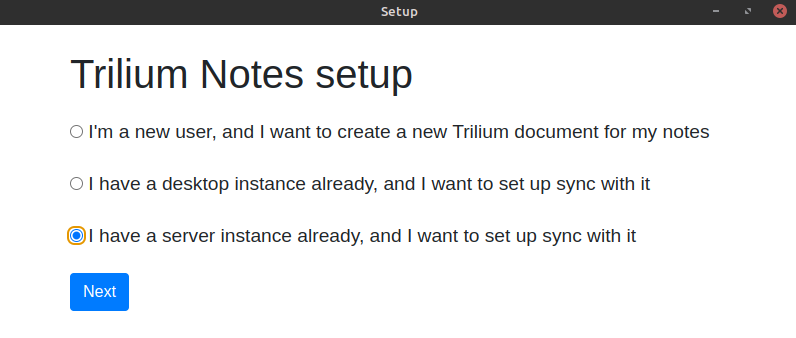 Setup
Trilium Notes setup
I'm a new user, and I want to create a new Trilium document for my notes
I have a desktop instance already, and I want to set up sync with it
I have a server instance already, and I want to set up sync with it
Next